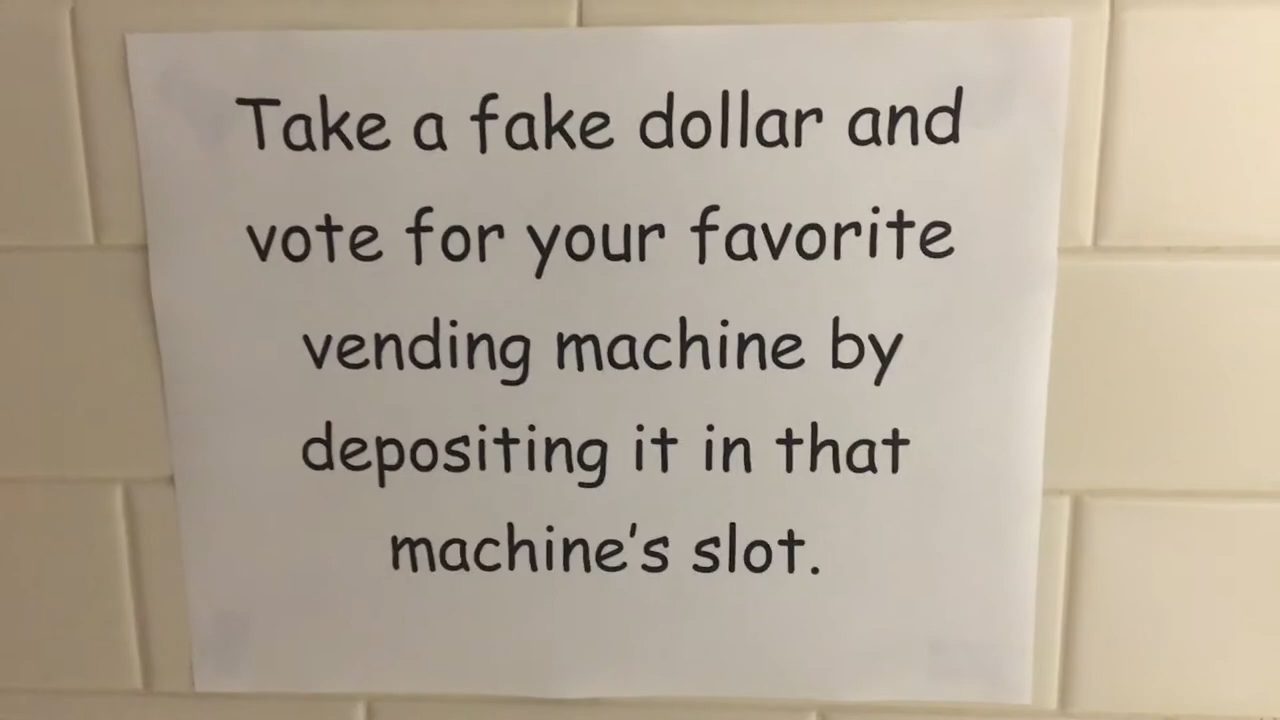 Take a fake dollar and
vote for your favorite
vending machine by
depositing it in that
machine's slot.